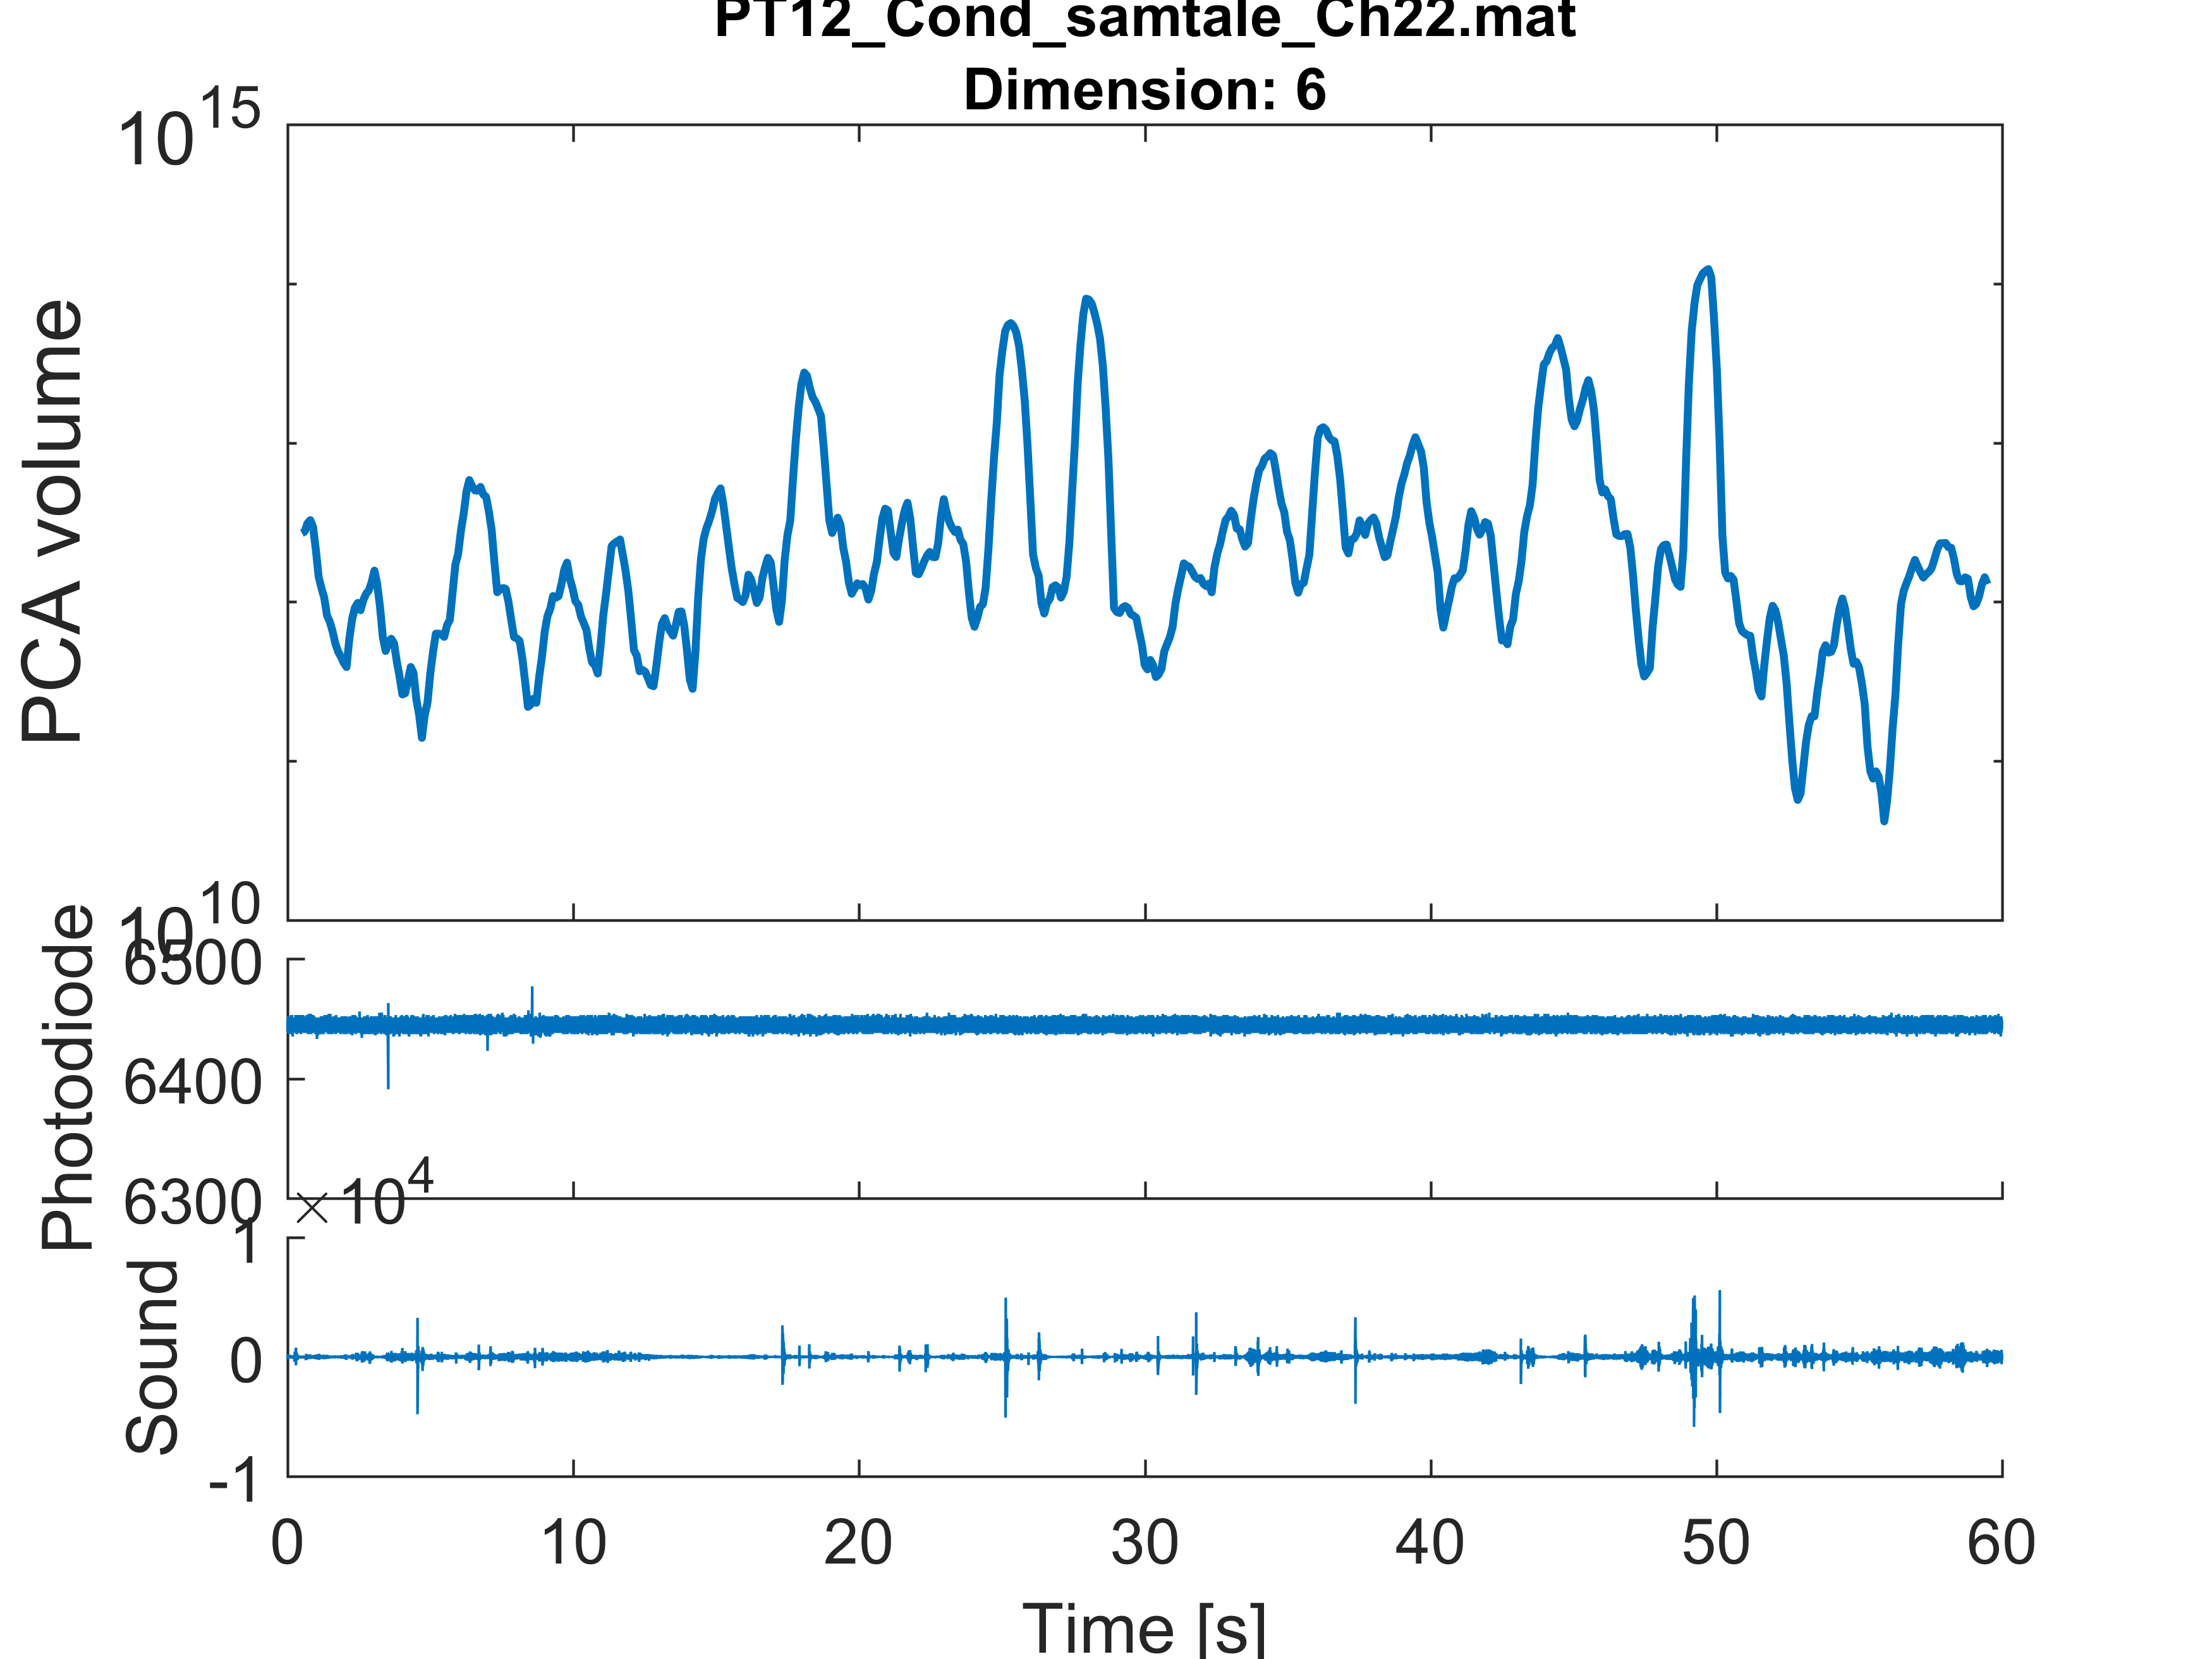 PT12_Cond_samtale_Ch22.mat
Dimension: 6
10^15
PCA volume
10^10
6500
Photodiode
6400
6300
×10^4
1
Sound
0
-1
0 10 20 30 40 50 60
Time [s]